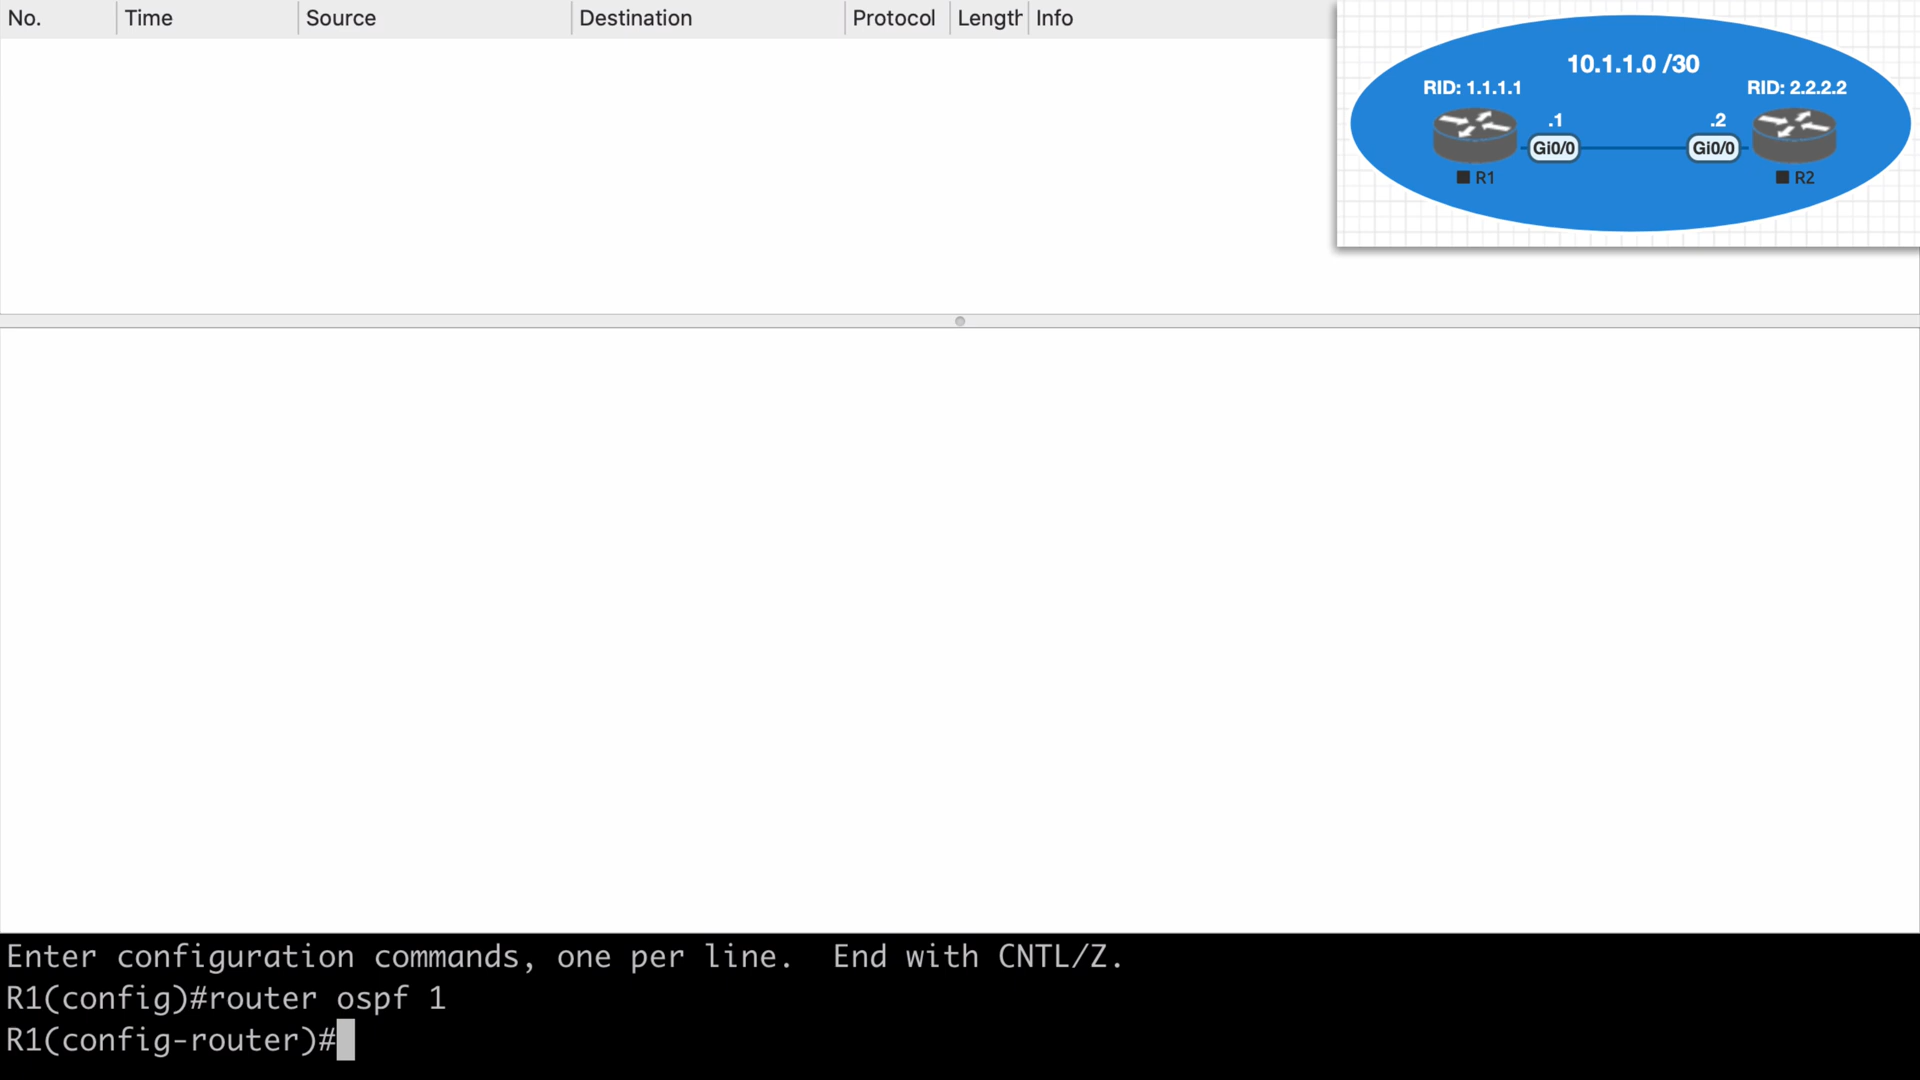 No. Time Source Destination Protocol Length Info
10.1.1.0 /30
RID: 1.1.1.1 RID: 2.2.2.2
.1 .2
Gi0/0 Gi0/0
R1 R2
Enter configuration commands, one per line.  End with CNTL/Z.
R1(config)#router ospf 1
R1(config-router)#